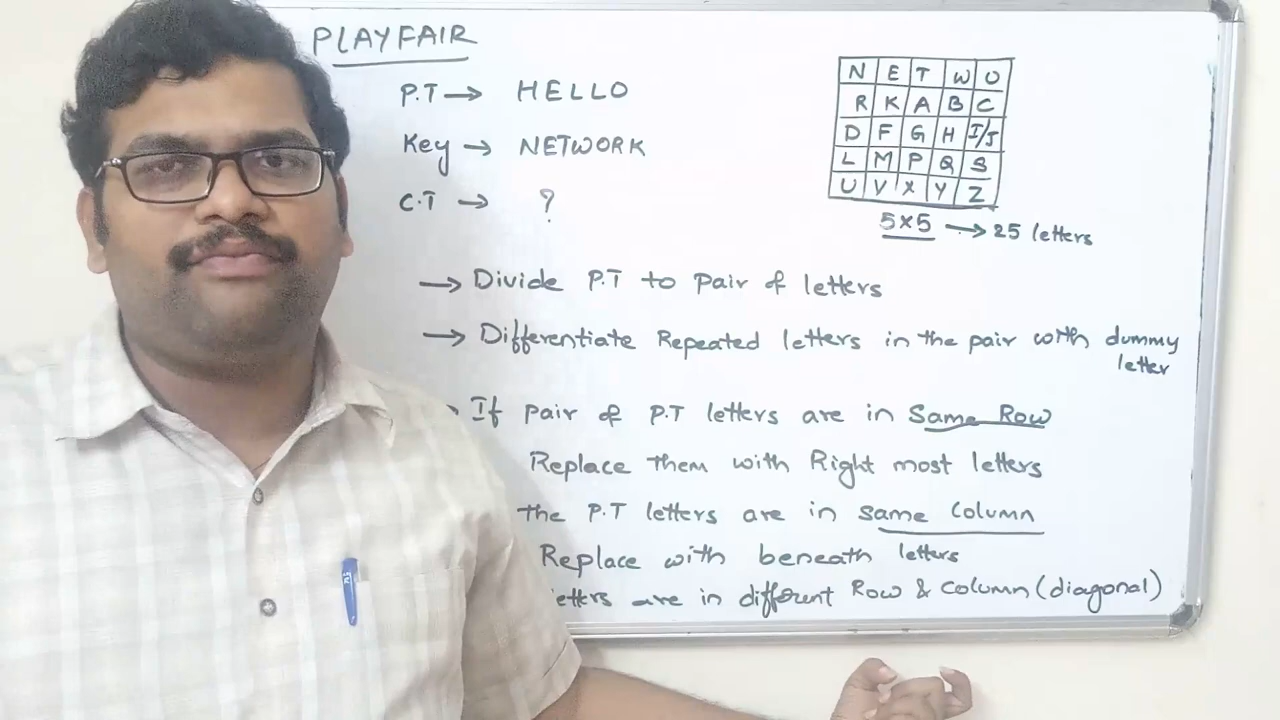 PLAYFAIR
P.T → HELLO
Key → NETWORK
C.T → ?
N E T W O
R K A B C
D F G H I/J
L M P Q S
U V X Y Z
5×5 → 25 letters
→ Divide P.T to Pair of letters
→ Differentiate Repeated letters in the pair with dummy
letter
If pair of P.T letters are in Same Row
Replace them with Right most letters
the P.T letters are in same Column
Replace with beneath letters
etters are in different Row & Column (diagonal)